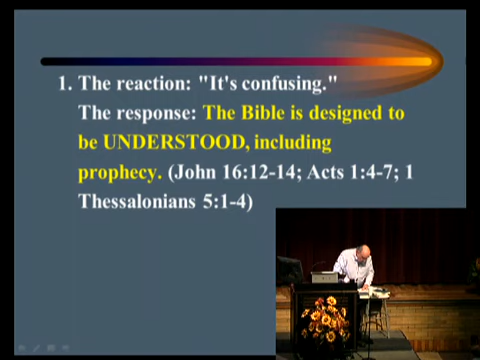 1. The reaction: "It's confusing."
The response: The Bible is designed to
be UNDERSTOOD, including
prophecy. (John 16:12-14; Acts 1:4-7; 1
Thessalonians 5:1-4)